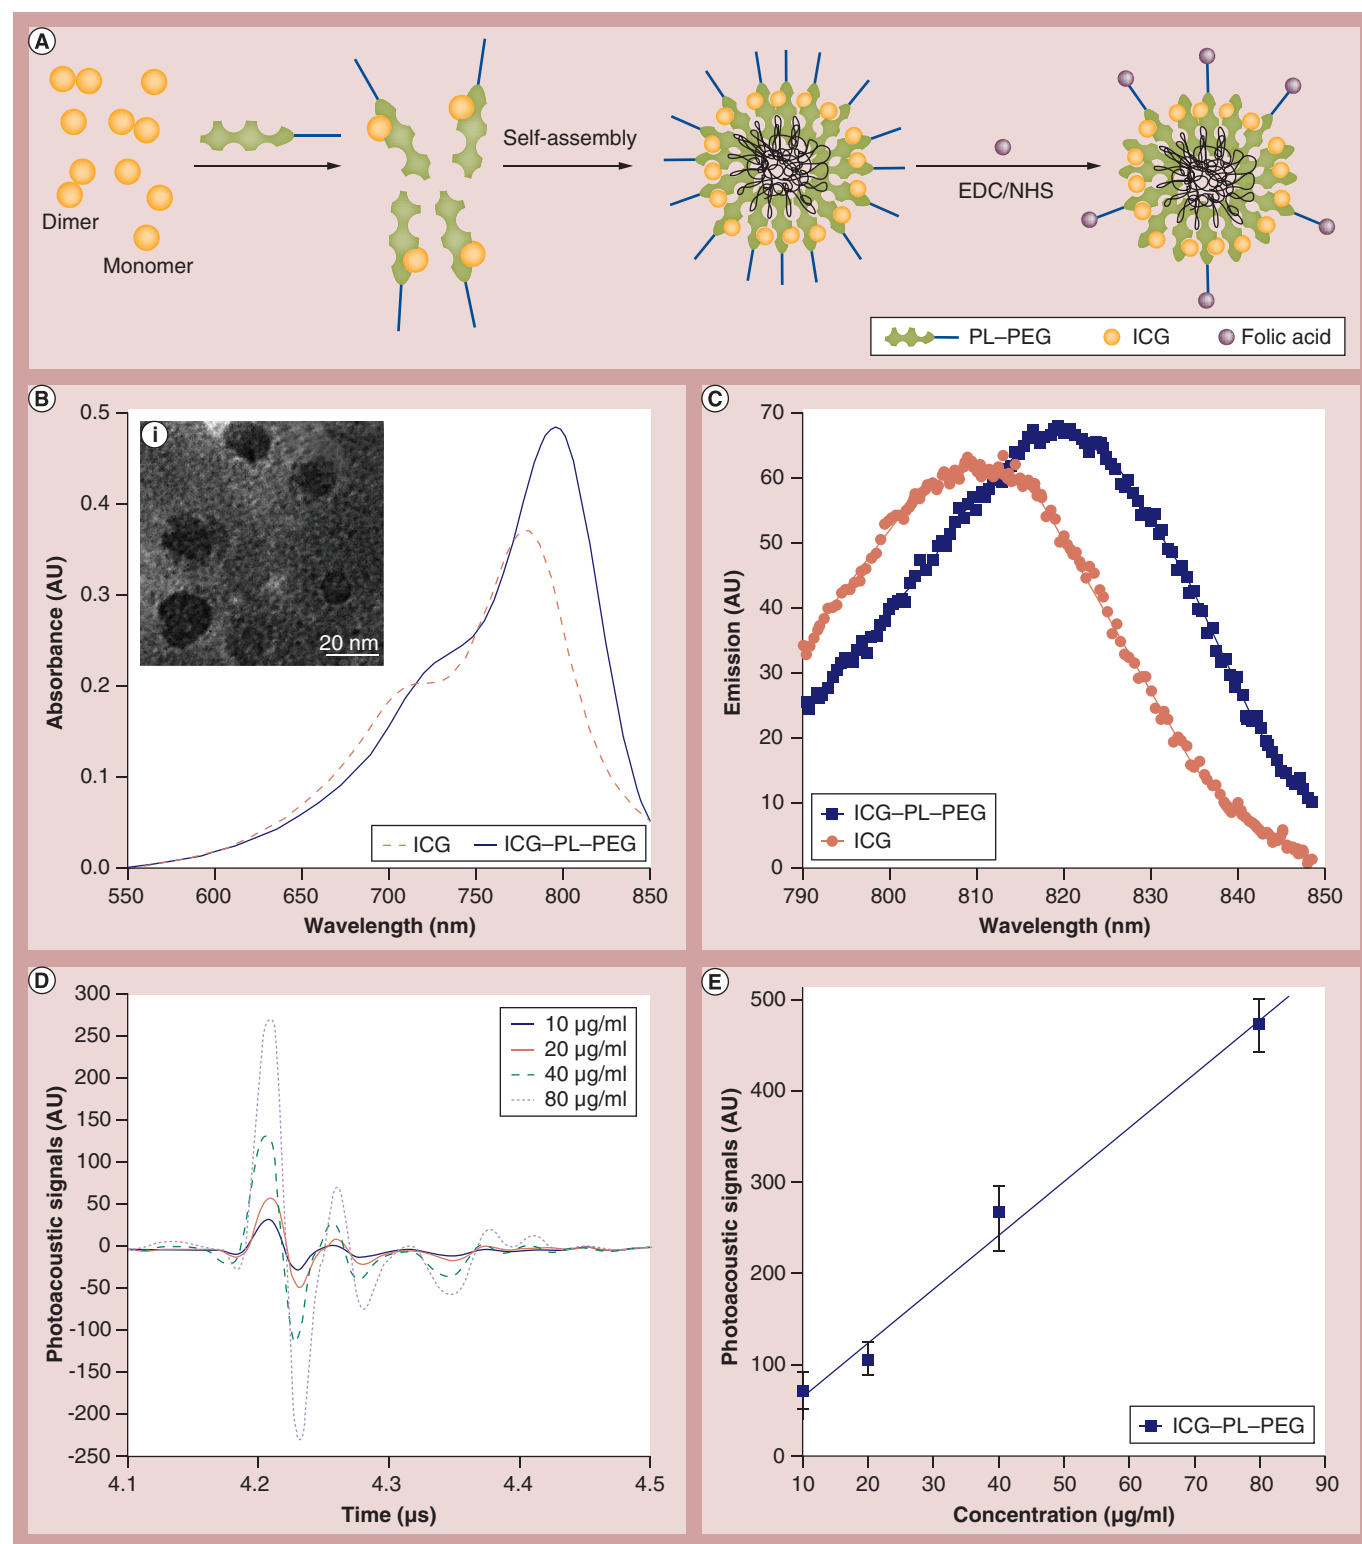 A
Dimer
Monomer
Self-assembly
EDC/NHS
PL–PEG
ICG
Folic acid
B
i
20 nm
0.5
0.4
0.3
0.2
0.1
0.0
Absorbance (AU)
550 600 650 700 750 800 850
Wavelength (nm)
ICG
ICG–PL–PEG
C
70
60
50
40
30
20
10
0
Emission (AU)
790 800 810 820 830 840 850
Wavelength (nm)
ICG–PL–PEG
ICG
D
300
250
200
150
100
50
0
-50
-100
-150
-200
-250
Photoacoustic signals (AU)
4.1 4.2 4.3 4.4 4.5
Time (µs)
10 µg/ml
20 µg/ml
40 µg/ml
80 µg/ml
E
500
400
300
200
100
0
Photoacoustic signals (AU)
10 20 30 40 50 60 70 80 90
Concentration (µg/ml)
ICG–PL–PEG